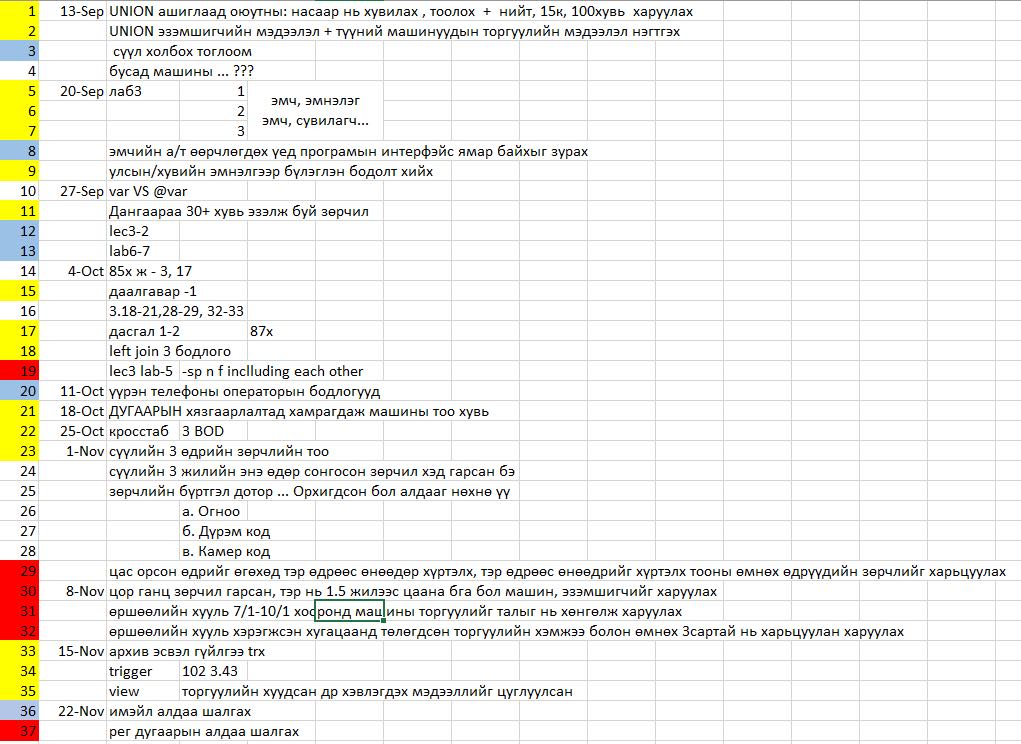 1 13-Sep UNION ашиглаад оюутны: насаар нь хувилах , тоолох + нийт, 15к, 100хувь харуулах
2 UNION эзэмшигчийн мэдээлэл + түүний машинуудын торгуулийн мэдээлэл нэгтгэх
3 сүүл холбох тоглоом
4 бусад машины ... ???
5 20-Sep лаб3 1
эмч, эмнэлэг
6 2
эмч, сувилагч...
7 3
8 эмчийн а/т өөрчлөгдөх үед програмын интерфэйс ямар байхыг зурах
9 улсын/хувийн эмнэлгээр бүлэглэн бодолт хийх
10 27-Sep var VS @var
11 Дангаараа 30+ хувь эзэлж буй зөрчил
12 lec3-2
13 lab6-7
14 4-Oct 85х ж - 3, 17
15 даалгавар -1
16 3.18-21,28-29, 32-33
17 дасгал 1-2 87х
18 left join 3 бодлого
19 lec3 lab-5 -sp n f inclluding each other
20 11-Oct үүрэн телефоны операторын бодлогууд
21 18-Oct ДУГААРЫН хязгаарлалтад хамрагдаж машины тоо хувь
22 25-Oct кросстаб 3 BOD
23 1-Nov сүүлийн 3 өдрийн зөрчлийн тоо
24 сүүлийн 3 жилийн энэ өдөр сонгосон зөрчил хэд гарсан бэ
25 зөрчлийн бүртгэл дотор ... Орхигдсон бол алдааг нөхнө үү
26 а. Огноо
27 б. Дүрэм код
28 в. Камер код
29 цас орсон өдрийг өгөхөд тэр өдрөөс өнөөдөр хүртэлх, тэр өдрөөс өнөөдрийг хүртэлх тооны өмнөх өдрүүдийн зөрчлийг харьцуулах
30 8-Nov цор ганц зөрчил гарсан, тэр нь 1.5 жилээс цаана бга бол машин, эзэмшигчийг харуулах
31 өршөөлийн хууль 7/1-10/1 хооронд машины торгуулийг талыг нь хөнгөлж харуулах
32 өршөөлийн хууль хэрэгжсэн хугацаанд төлөгдсөн торгуулийн хэмжээ болон өмнөх 3сартай нь харьцуулан харуулах
33 15-Nov архив эсвэл гүйлгээ trx
34 trigger 102 3.43
35 view торгуулийн хуудсан др хэвлэгдэх мэдээллийг цуглуулсан
36 22-Nov имэйл алдаа шалгах
37 рег дугаарын алдаа шалгах